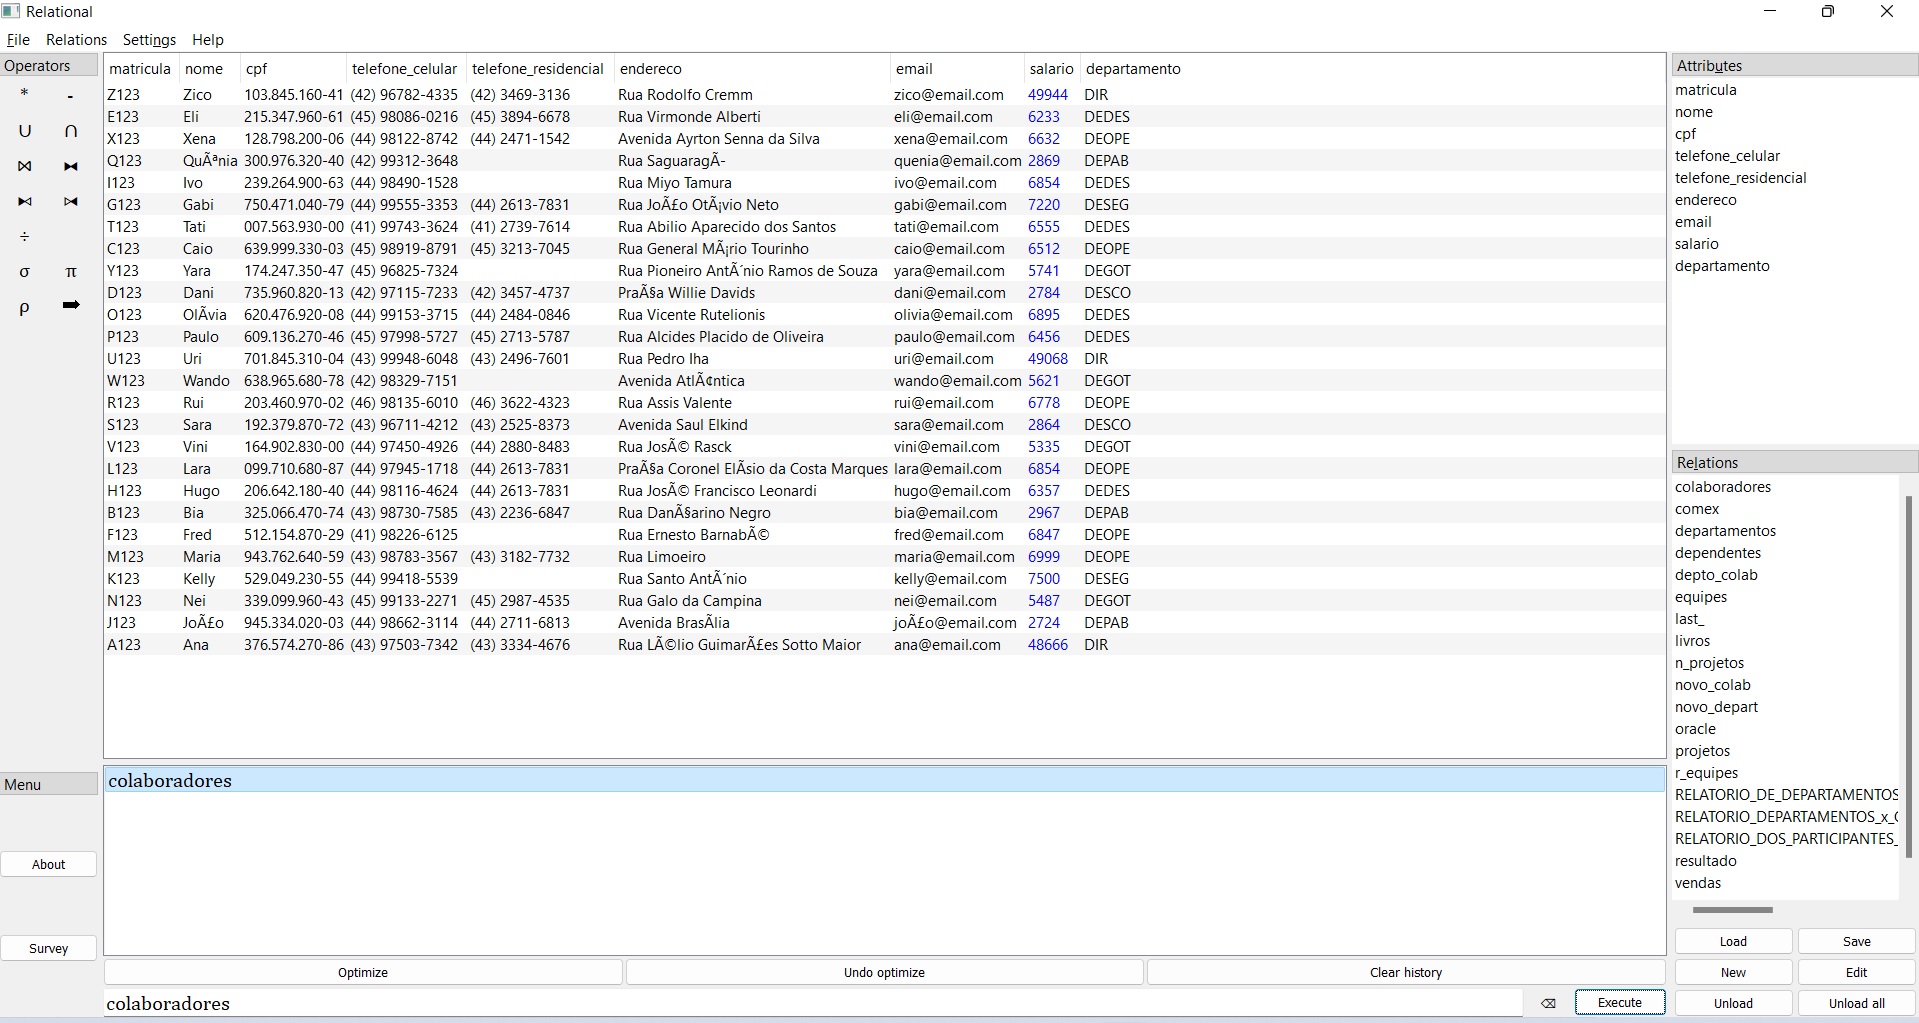 Relational
File Relations Settings Help
Operators
* -
∪ ∩
⋈ ⧓
⧑ ⧒
÷
σ π
ρ ➡
Menu
About
Survey
matricula nome cpf telefone_celular telefone_residencial endereco email salario departamento
Z123 Zico 103.845.160-41 (42) 96782-4335 (42) 3469-3136 Rua Rodolfo Cremm zico@email.com 49944 DIR
E123 Eli 215.347.960-61 (45) 98086-0216 (45) 3894-6678 Rua Virmonde Alberti eli@email.com 6233 DEDES
X123 Xena 128.798.200-06 (44) 98122-8742 (44) 2471-1542 Avenida Ayrton Senna da Silva xena@email.com 6632 DEOPE
Q123 QuÃªnia 300.976.320-40 (42) 99312-3648 Rua SaguaragÃ- quenia@email.com 2869 DEPAB
I123 Ivo 239.264.900-63 (44) 98490-1528 Rua Miyo Tamura ivo@email.com 6854 DEDES
G123 Gabi 750.471.040-79 (44) 99555-3353 (44) 2613-7831 Rua JoÃ£o OtÃ¡vio Neto gabi@email.com 7220 DESEG
T123 Tati 007.563.930-00 (41) 99743-3624 (41) 2739-7614 Rua Abilio Aparecido dos Santos tati@email.com 6555 DEDES
C123 Caio 639.999.330-03 (45) 98919-8791 (45) 3213-7045 Rua General MÃ¡rio Tourinho caio@email.com 6512 DEOPE
Y123 Yara 174.247.350-47 (45) 96825-7324 Rua Pioneiro AntÃ´nio Ramos de Souza yara@email.com 5741 DEGOT
D123 Dani 735.960.820-13 (42) 97115-7233 (42) 3457-4737 PraÃ§a Willie Davids dani@email.com 2784 DESCO
O123 OlÃvia 620.476.920-08 (44) 99153-3715 (44) 2484-0846 Rua Vicente Rutelionis olivia@email.com 6895 DEDES
P123 Paulo 609.136.270-46 (45) 97998-5727 (45) 2713-5787 Rua Alcides Placido de Oliveira paulo@email.com 6456 DEDES
U123 Uri 701.845.310-04 (43) 99948-6048 (43) 2496-7601 Rua Pedro Iha uri@email.com 49068 DIR
W123 Wando 638.965.680-78 (42) 98329-7151 Avenida AtlÃ¢ntica wando@email.com 5621 DEGOT
R123 Rui 203.460.970-02 (46) 98135-6010 (46) 3622-4323 Rua Assis Valente rui@email.com 6778 DEOPE
S123 Sara 192.379.870-72 (43) 96711-4212 (43) 2525-8373 Avenida Saul Elkind sara@email.com 2864 DESCO
V123 Vini 164.902.830-00 (44) 97450-4926 (44) 2880-8483 Rua JosÃ© Rasck vini@email.com 5335 DEGOT
L123 Lara 099.710.680-87 (44) 97945-1718 (44) 2613-7831 PraÃ§a Coronel ElÃsio da Costa Marques lara@email.com 6854 DEOPE
H123 Hugo 206.642.180-40 (44) 98116-4624 (44) 2613-7831 Rua JosÃ© Francisco Leonardi hugo@email.com 6357 DEDES
B123 Bia 325.066.470-74 (43) 98730-7585 (43) 2236-6847 Rua DanÃ§arino Negro bia@email.com 2967 DEPAB
F123 Fred 512.154.870-29 (41) 98226-6125 Rua Ernesto BarnabÃ© fred@email.com 6847 DEOPE
M123 Maria 943.762.640-59 (43) 98783-3567 (43) 3182-7732 Rua Limoeiro maria@email.com 6999 DEOPE
K123 Kelly 529.049.230-55 (44) 99418-5539 Rua Santo AntÃ´nio kelly@email.com 7500 DESEG
N123 Nei 339.099.960-43 (45) 99133-2271 (45) 2987-4535 Rua Galo da Campina nei@email.com 5487 DEGOT
J123 JoÃ£o 945.334.020-03 (44) 98662-3114 (44) 2711-6813 Avenida BrasÃlia joÃ£o@email.com 2724 DEPAB
A123 Ana 376.574.270-86 (43) 97503-7342 (43) 3334-4676 Rua LÃ©lio GuimarÃ£es Sotto Maior ana@email.com 48666 DIR
colaboradores
Optimize Undo optimize Clear history
colaboradores Execute
Attributes
matricula
nome
cpf
telefone_celular
telefone_residencial
endereco
email
salario
departamento
Relations
colaboradores
comex
departamentos
dependentes
depto_colab
equipes
last_
livros
n_projetos
novo_colab
novo_depart
oracle
projetos
r_equipes
RELATORIO_DE_DEPARTAMENTOS
RELATORIO_DEPARTAMENTOS_x_
RELATORIO_DOS_PARTICIPANTES_
resultado
vendas
Load Save
New Edit
Unload Unload all